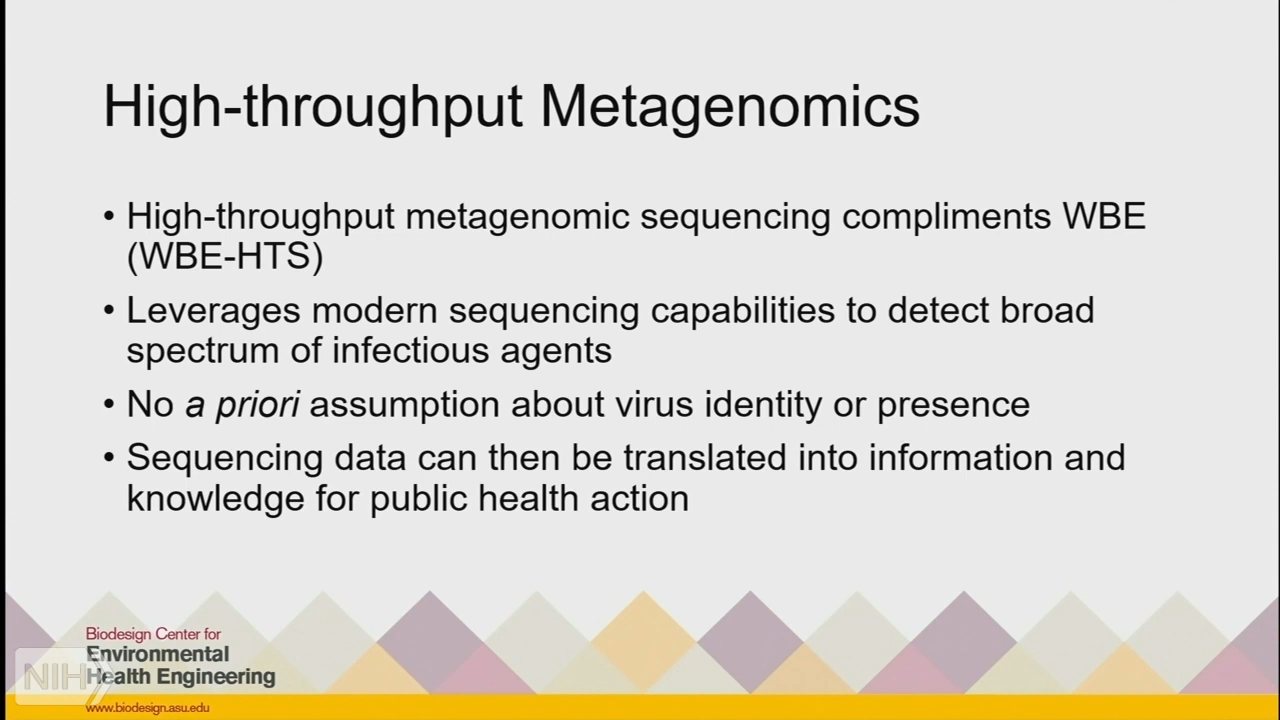 High-throughput Metagenomics
• High-throughput metagenomic sequencing compliments WBE
(WBE-HTS)
• Leverages modern sequencing capabilities to detect broad
spectrum of infectious agents
• No a priori assumption about virus identity or presence
• Sequencing data can then be translated into information and
knowledge for public health action
Biodesign Center for
Environmental
Health Engineering
NIH
www.biodesign.asu.edu